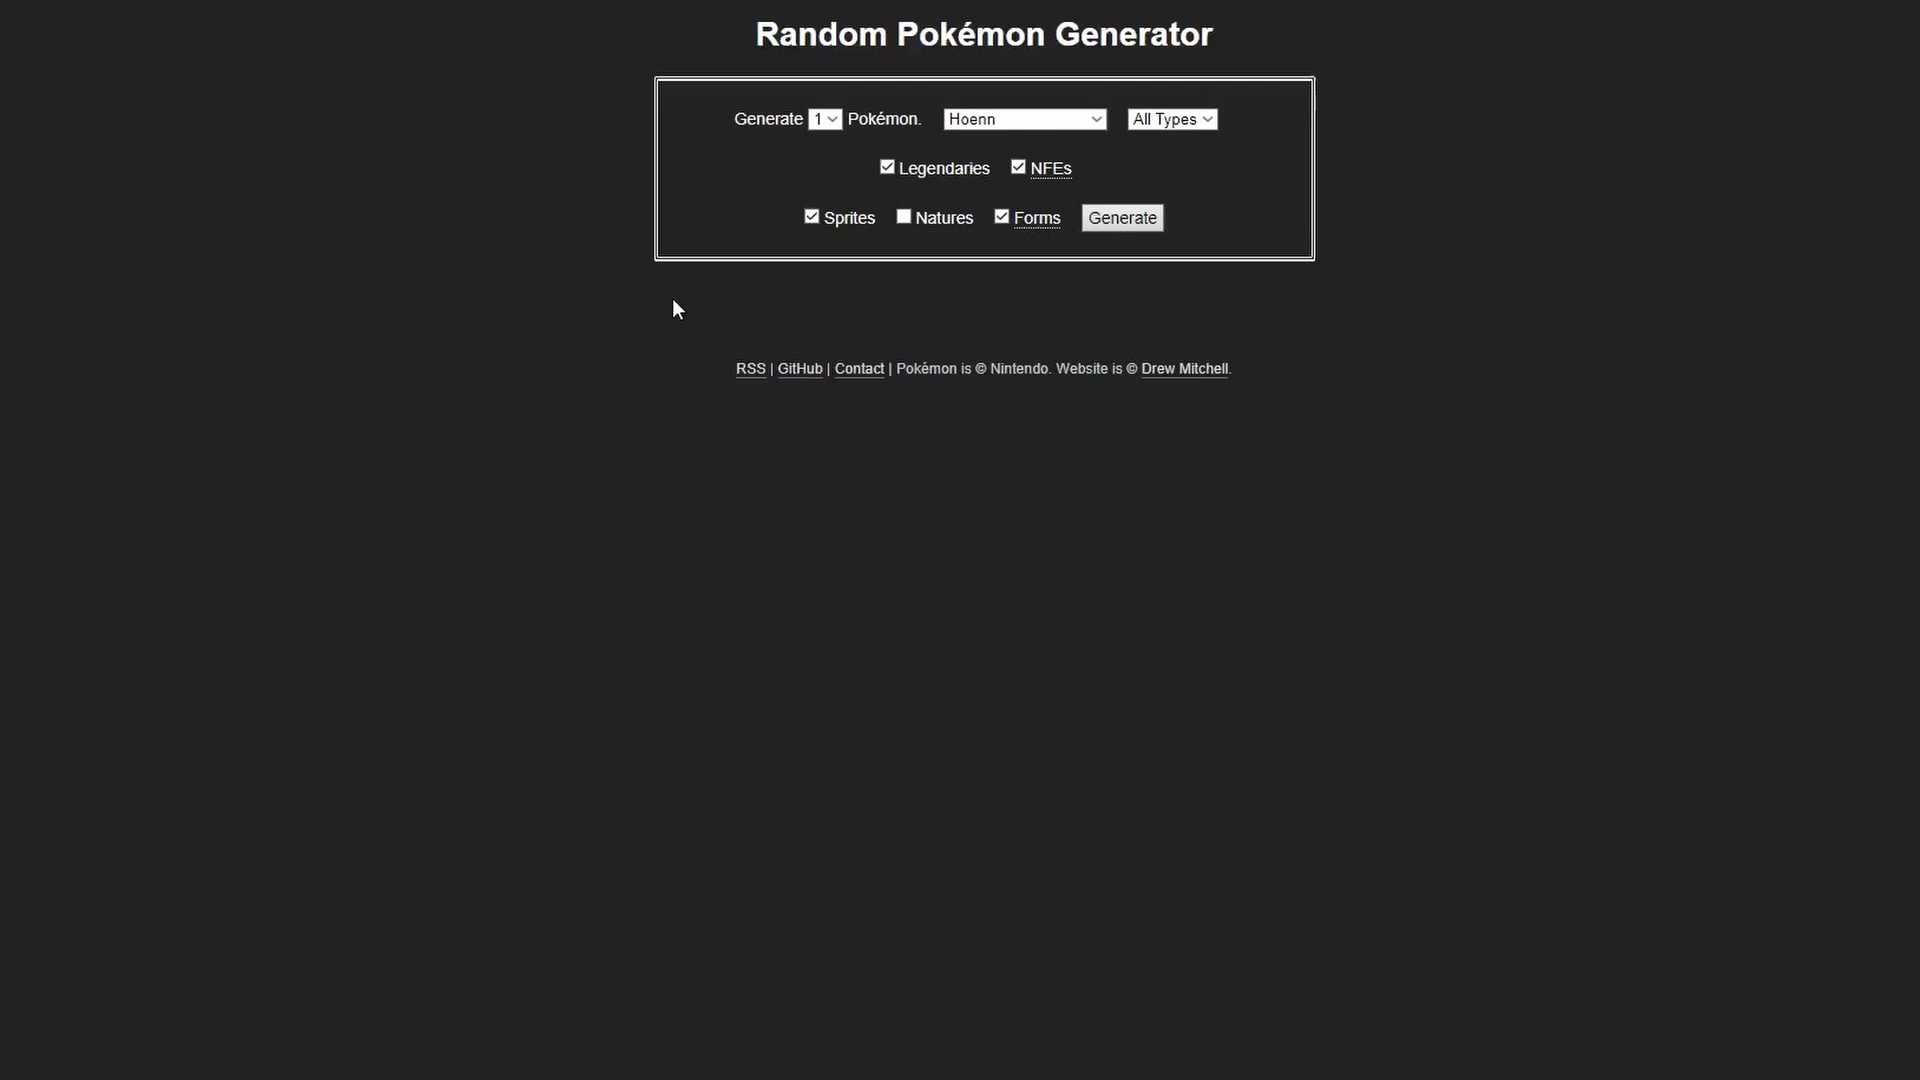 Random Pokémon Generator
Generate 1 Pokémon. Hoenn All Types
Legendaries NFEs
Sprites Natures Forms Generate
RSS | GitHub | Contact | Pokémon is © Nintendo. Website is © Drew Mitchell.